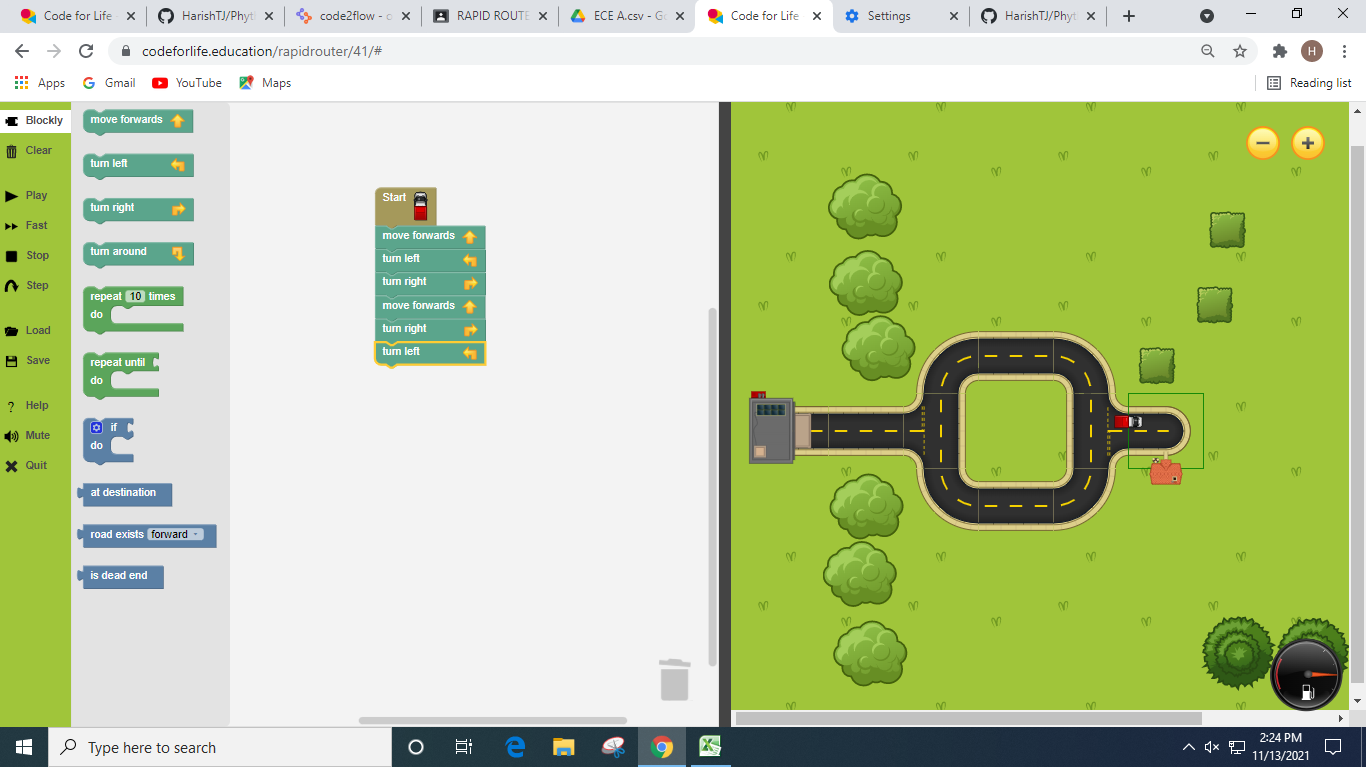 Code for Life -
HarishTJ/Phyt
code2flow - c
RAPID ROUTE
ECE A.csv - Go
Code for Life
Settings
HarishTJ/Phyt
codeforlife.education/rapidrouter/41/#
H
Apps
Gmail
YouTube
Maps
Reading list
Blockly
Clear
Play
Fast
Stop
Step
Load
Save
Help
Mute
Quit
move forwards
turn left
turn right
turn around
repeat 10 times
do
repeat until
do
if
do
at destination
road exists forward
is dead end
Start
move forwards
turn left
turn right
move forwards
turn right
turn left
Type here to search
2:24 PM
11/13/2021